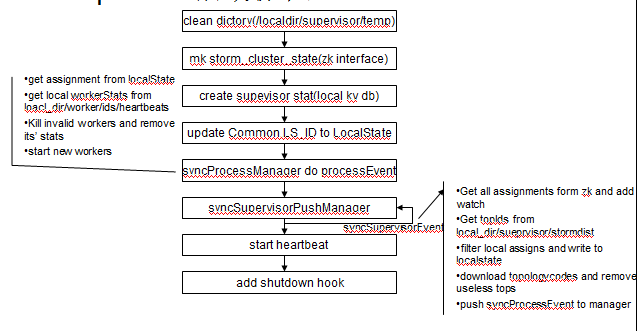 clean dictory(/localdir/supervisor/temp)
mk storm_cluster_state(zk interface)
create supevisor stat(local kv db)
update Common.LS_ID to LocalState
syncProcessManager do processEvent
syncSupervisorPushManager
syncSupervisorEvent
start heartbeat
add shutdown hook
•get assignment from localState
•get local workerStats from
loacl_dir/worker/ids/heartbeats
•Kill invalid workers and remove
its' stats
•start new workers
•Get all assignments form zk and add
watch
•Get topIds from
local_dir/sueprvisor/stormdist
•filter local assigns and write to
localstate
•download topologycodes and remove
useless tops
•push syncProcessEvent to manager